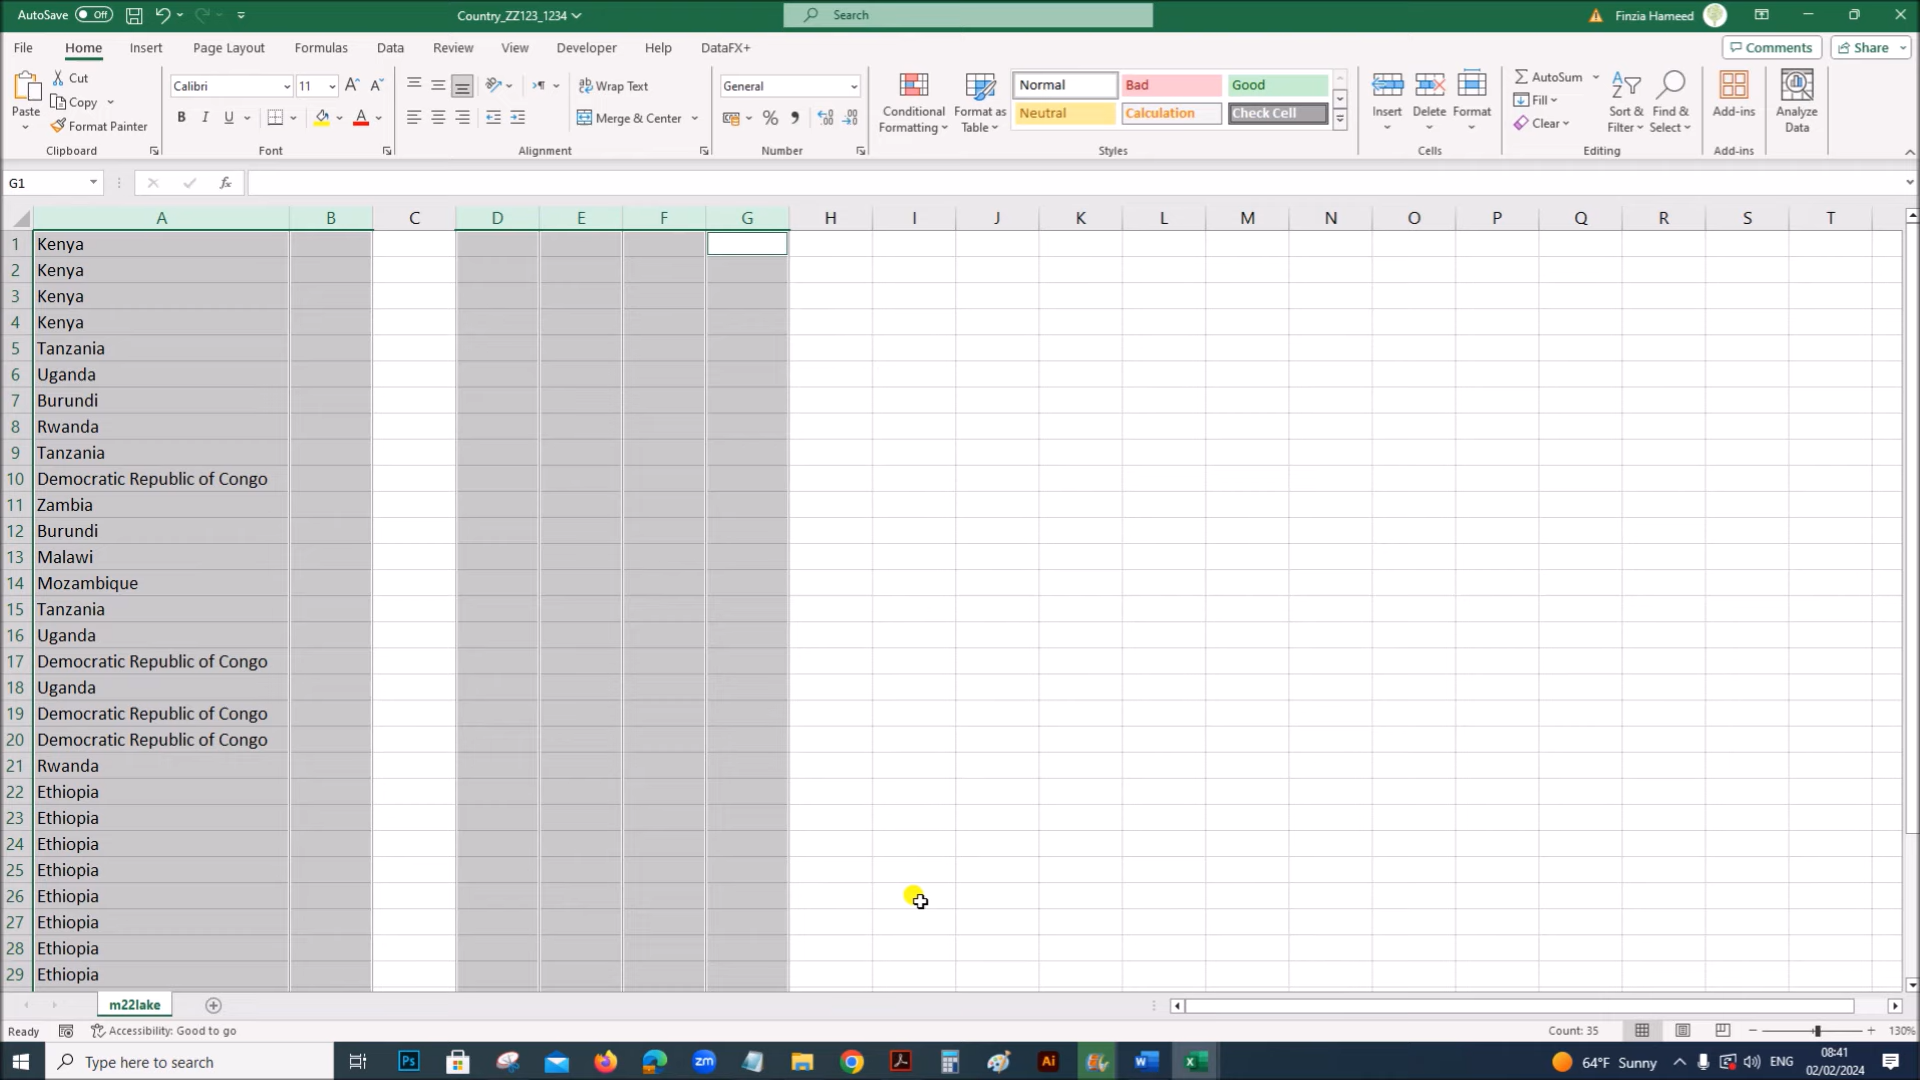 AutoSave Off Country_ZZ123_1234 Search Finzia Hameed
File Home Insert Page Layout Formulas Data Review View Developer Help DataFX+ Comments Share
Paste Cut Copy Format Painter Clipboard
Calibri 11 A A B I U A Font
Wrap Text Merge & Center Alignment
General % Number
Conditional Formatting Format as Table Normal Bad Good Neutral Calculation Check Cell Styles
Insert Delete Format Cells
AutoSum Fill Clear Sort & Filter Find & Select Editing
Add-ins Add-ins
Analyze Data
G1 fx
A B C D E F G H I J K L M N O P Q R S T
1 Kenya
2 Kenya
3 Kenya
4 Kenya
5 Tanzania
6 Uganda
7 Burundi
8 Rwanda
9 Tanzania
10 Democratic Republic of Congo
11 Zambia
12 Burundi
13 Malawi
14 Mozambique
15 Tanzania
16 Uganda
17 Democratic Republic of Congo
18 Uganda
19 Democratic Republic of Congo
20 Democratic Republic of Congo
21 Rwanda
22 Ethiopia
23 Ethiopia
24 Ethiopia
25 Ethiopia
26 Ethiopia
27 Ethiopia
28 Ethiopia
29 Ethiopia
m22lake
Ready Accessibility: Good to go Count: 35 130%
Type here to search Ps zm Ai W X 64°F Sunny ENG 08:41
02/02/2024